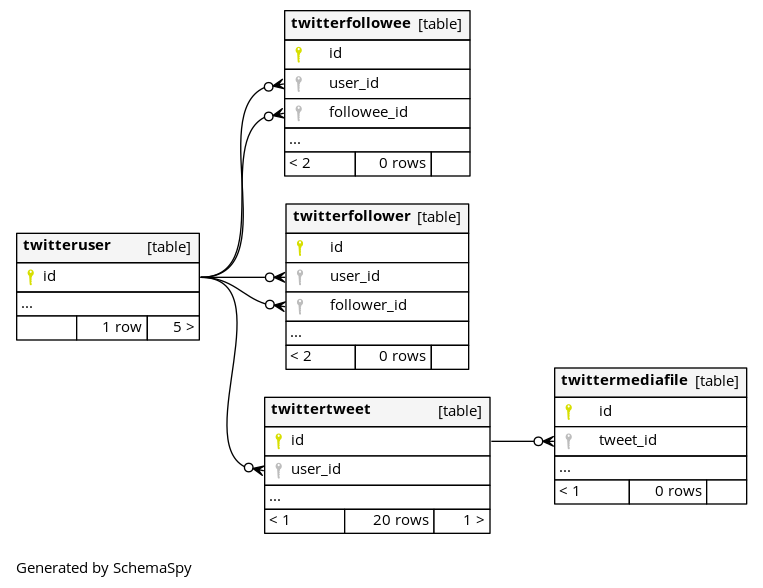 twitterfollowee [table]
id
user_id
followee_id
...
< 2 0 rows
twitterfollower [table]
id
user_id
follower_id
...
< 2 0 rows
twitteruser [table]
id
...
1 row 5 >
twittertweet [table]
id
user_id
...
< 1 20 rows 1 >
twittermediafile [table]
id
tweet_id
...
< 1 0 rows
Generated by SchemaSpy